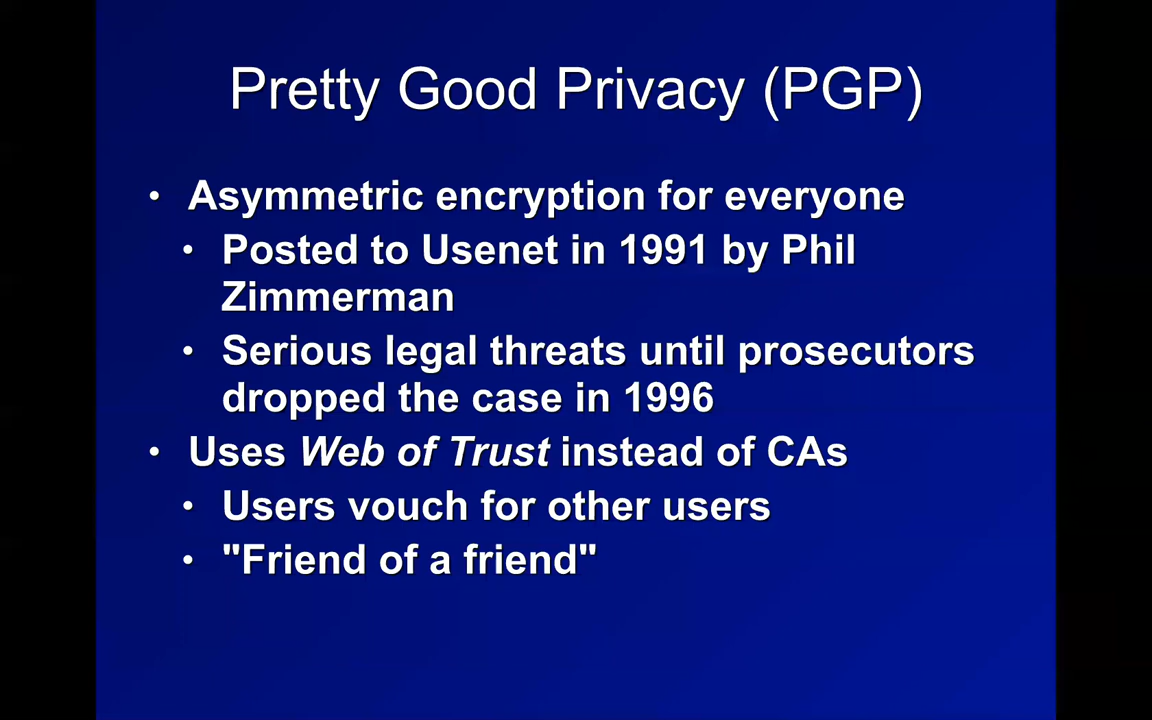 Pretty Good Privacy (PGP)
• Asymmetric encryption for everyone
• Posted to Usenet in 1991 by Phil
Zimmerman
• Serious legal threats until prosecutors
dropped the case in 1996
• Uses Web of Trust instead of CAs
• Users vouch for other users
• "Friend of a friend"